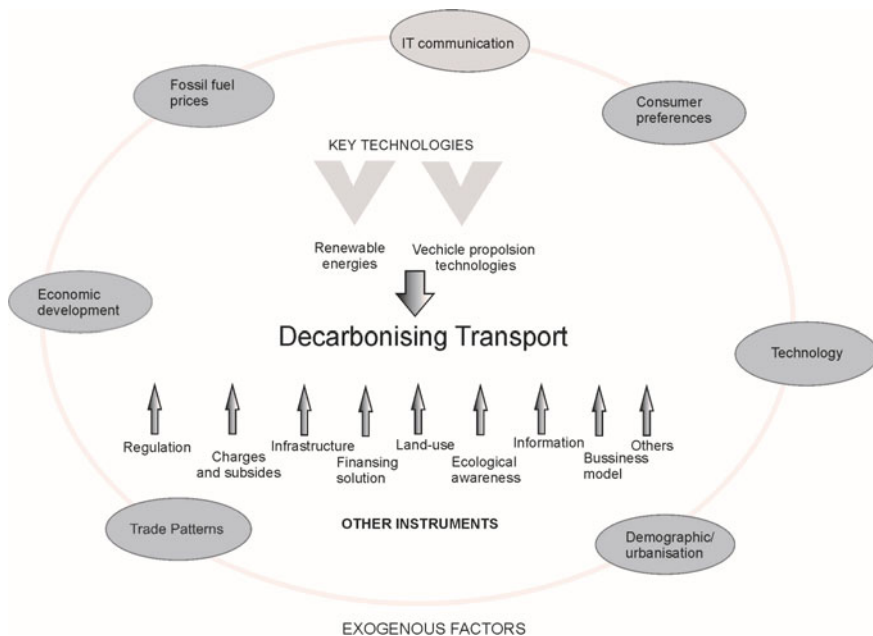 IT communication
Fossil fuel
prices
Consumer
preferences
KEY TECHNOLOGIES
Renewable
energies
Vechicle propolsion
technologies
Economic
development
Decarbonising Transport
Technology
Regulation
Charges
and subsides
Infrastructure
Finansing
solution
Land-use
Ecological
awareness
Information
Bussiness
model
Others
Trade Patterns
OTHER INSTRUMENTS
Demographic/
urbanisation
EXOGENOUS FACTORS